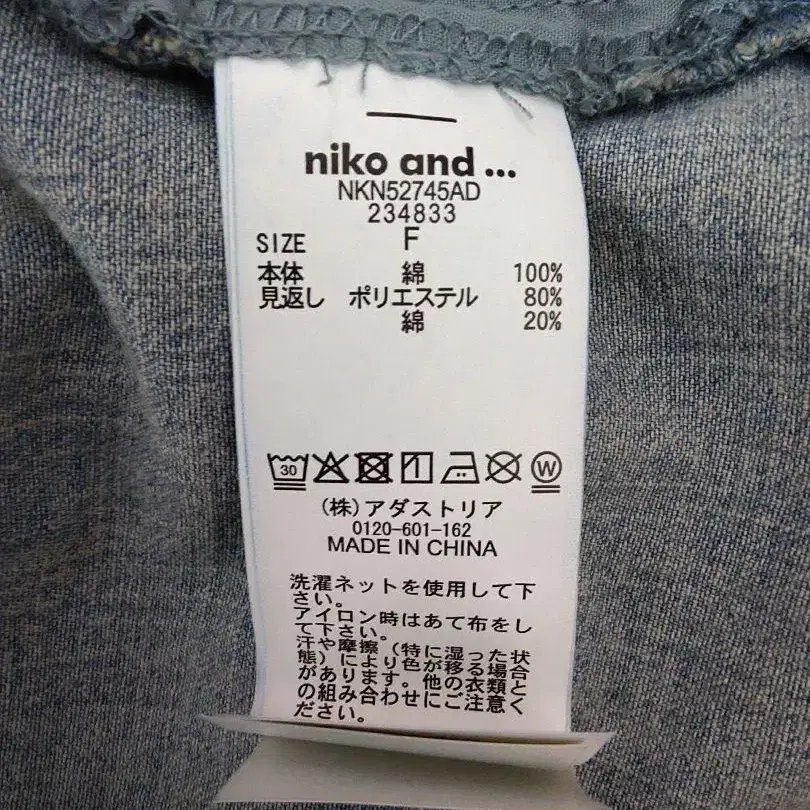 niko and ...
NKN52745AD
234833
SIZE F
本体 綿 100%
見返し ポリエステル 80%
綿 20%
30 W
(株)アダストリア
0120-601-162
MADE IN CHINA
洗濯ネットを使用して下
さい。
アイロン時はあて布をし
て下さい。
汗や摩擦(特に湿った状
態)により色が移る場合
があります。他の衣類と
の組み合わせにご注意く
ださい。